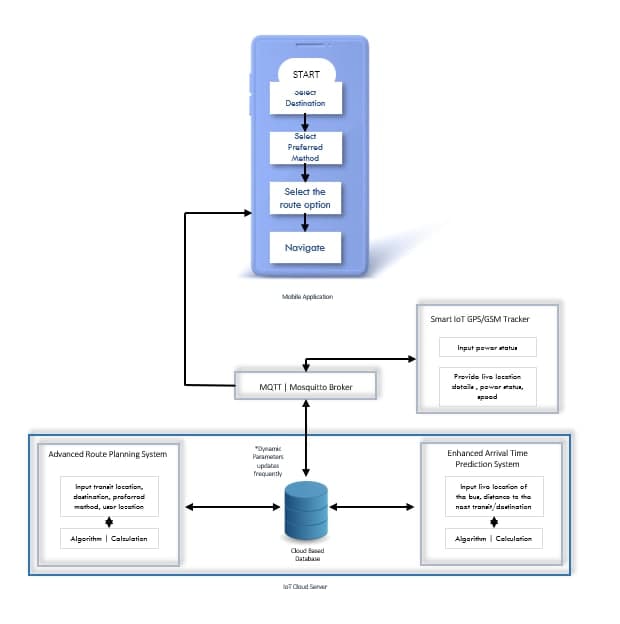 START
Select
Destination
Select
Preferred
Method
Select the
route option
Navigate
Mobile Application
Smart IoT GPS/GSM Tracker
Input power status
Provide live location
details , power status,
speed
MQTT | Mosquitto Broker
Advanced Route Planning System
Input transit location,
destination, preferred
method, user location
Algorithm | Calculation
*Dynamic
Parameters
updates
frequently
Cloud Based
Database
Enhanced Arrival Time
Prediction System
Input live location of
the bus, distance to the
next transit/destination
Algorithm | Calculation
IoT Cloud Server